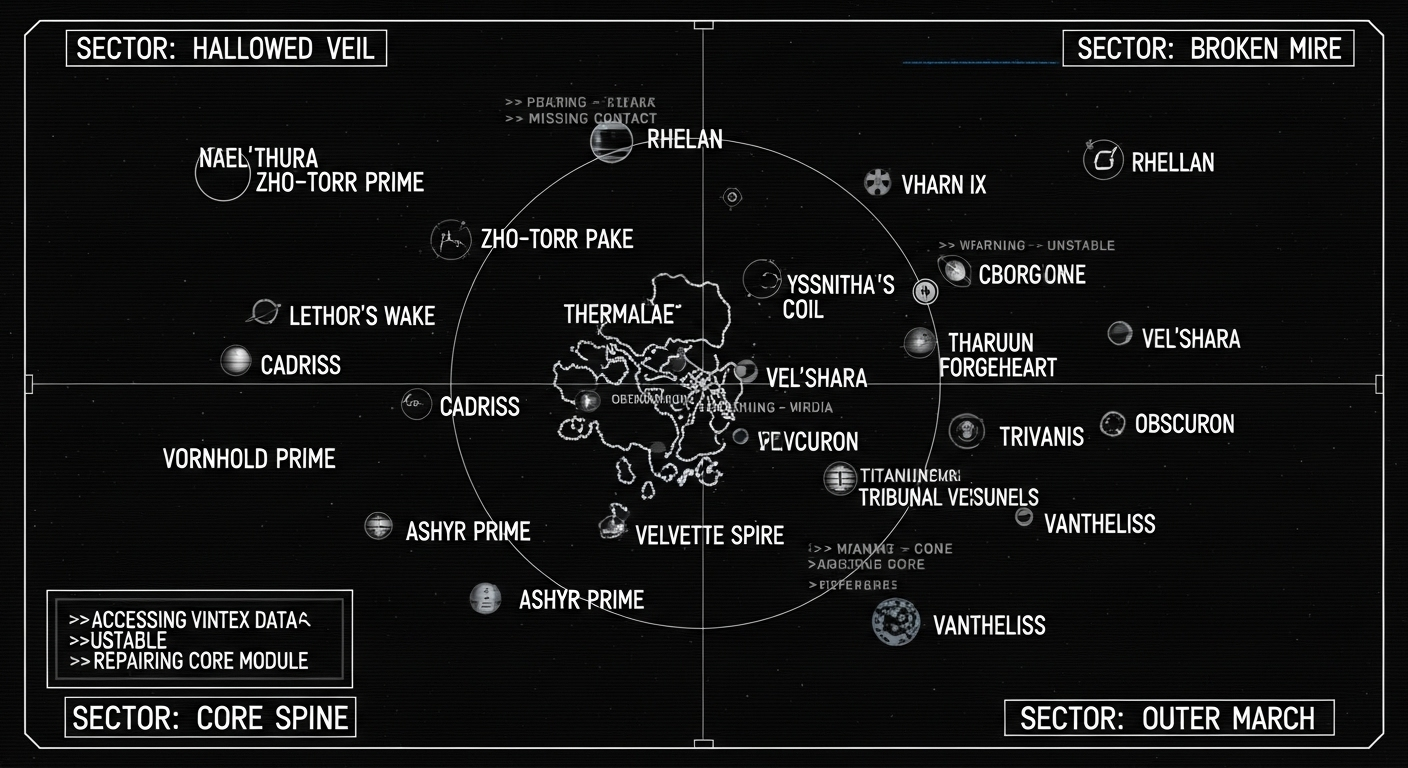 SECTOR: HALLOWED VEIL
SECTOR: BROKEN MIRE
>> MISSING CONTACT
RHELAN
NAEL'THURA
ZHO-TORR PRIME
RHELLAN
VHARN IX
ZHO-TORR PAKE
>> WFARNING -> UNSTABLE
CBORGONE
YSSNITHA'S
COIL
LETHOR'S WAKE
THERMALAE
THARUUN
FORGEHEART
VEL'SHARA
CADRISS
VEL'SHARA
CADRISS
OBSCURON
TRIVANIS
VORNHOLD PRIME
TRIBUNAL VEISUNELS
VANTHELISS
ASHYR PRIME
VELVETTE SPIRE
CONE
ASHYR PRIME
VANTHELISS
>>ACCESSING VINTEX DATA
>>USTABLE
>> REPAIRING CORE MODULE
SECTOR: CORE SPINE
SECTOR: OUTER MARCH